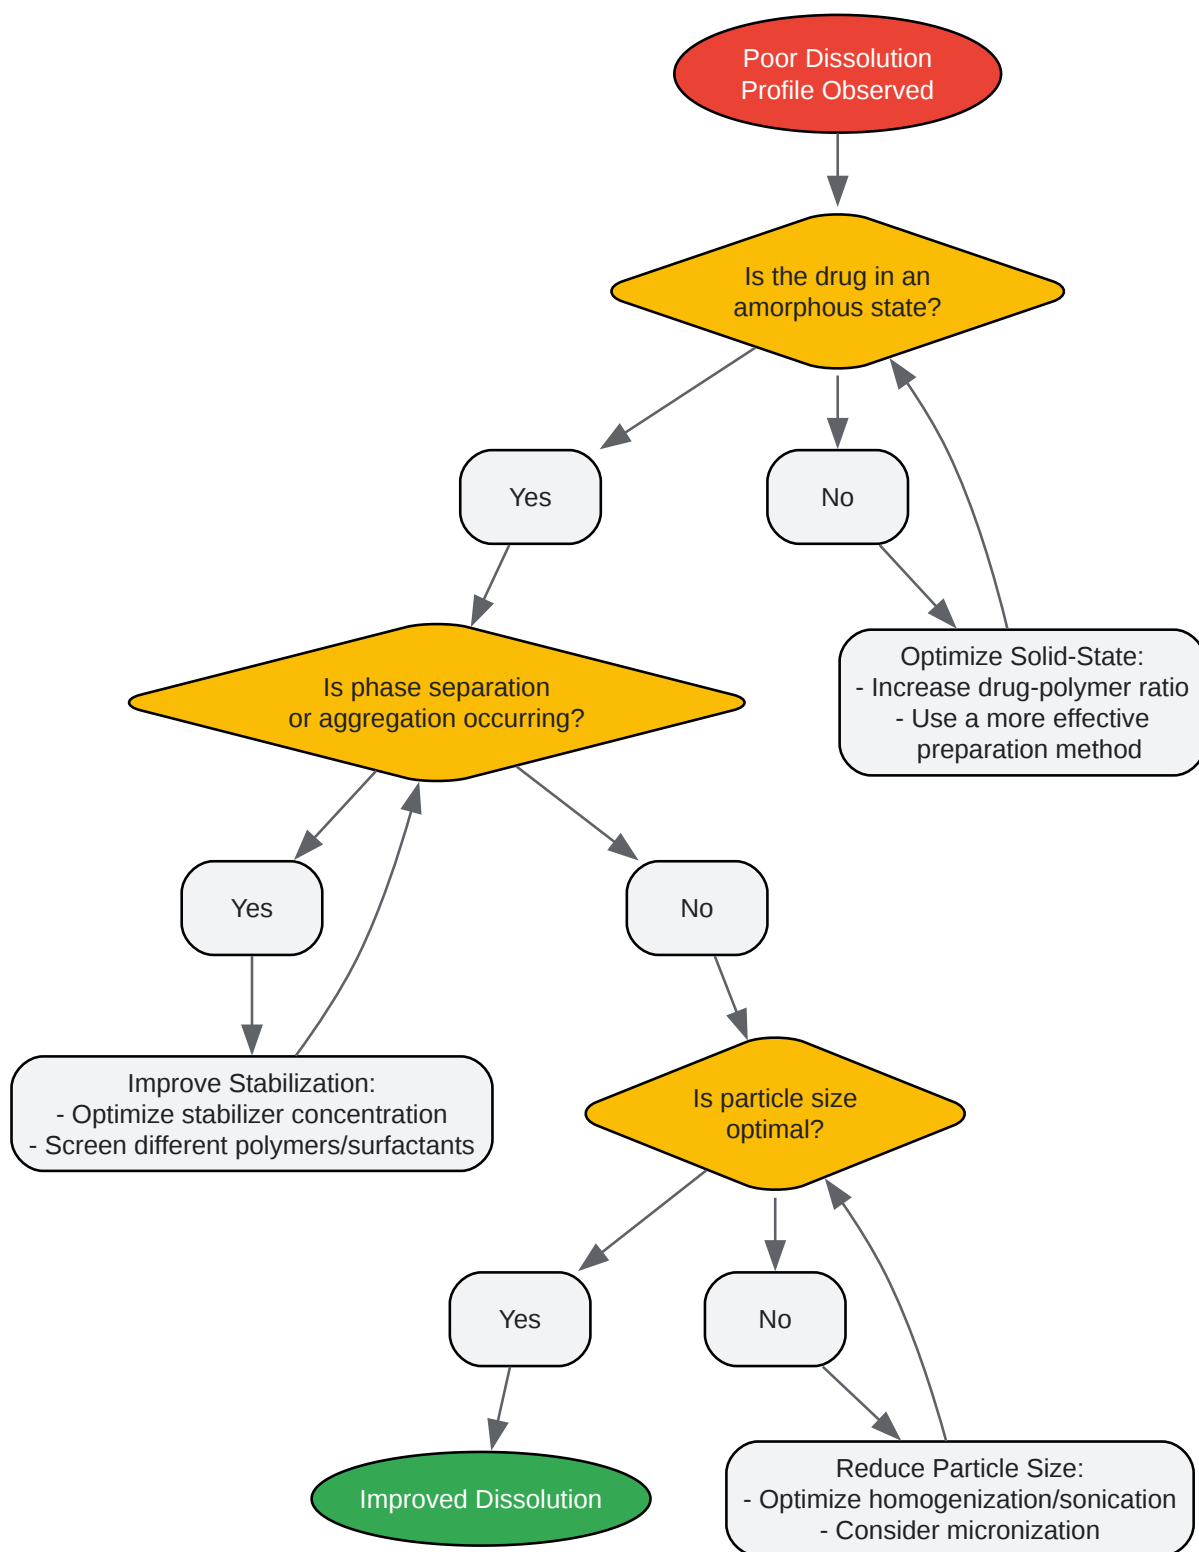 Poor Dissolution
Profile Observed
Is the drug in an
amorphous state?
Yes
No
Optimize Solid-State:
- Increase drug-polymer ratio
- Use a more effective
preparation method
Is phase separation
or aggregation occurring?
Yes
No
Improve Stabilization:
- Optimize stabilizer concentration
- Screen different polymers/surfactants
Is particle size
optimal?
Yes
No
Improved Dissolution
Reduce Particle Size:
- Optimize homogenization/sonication
- Consider micronization